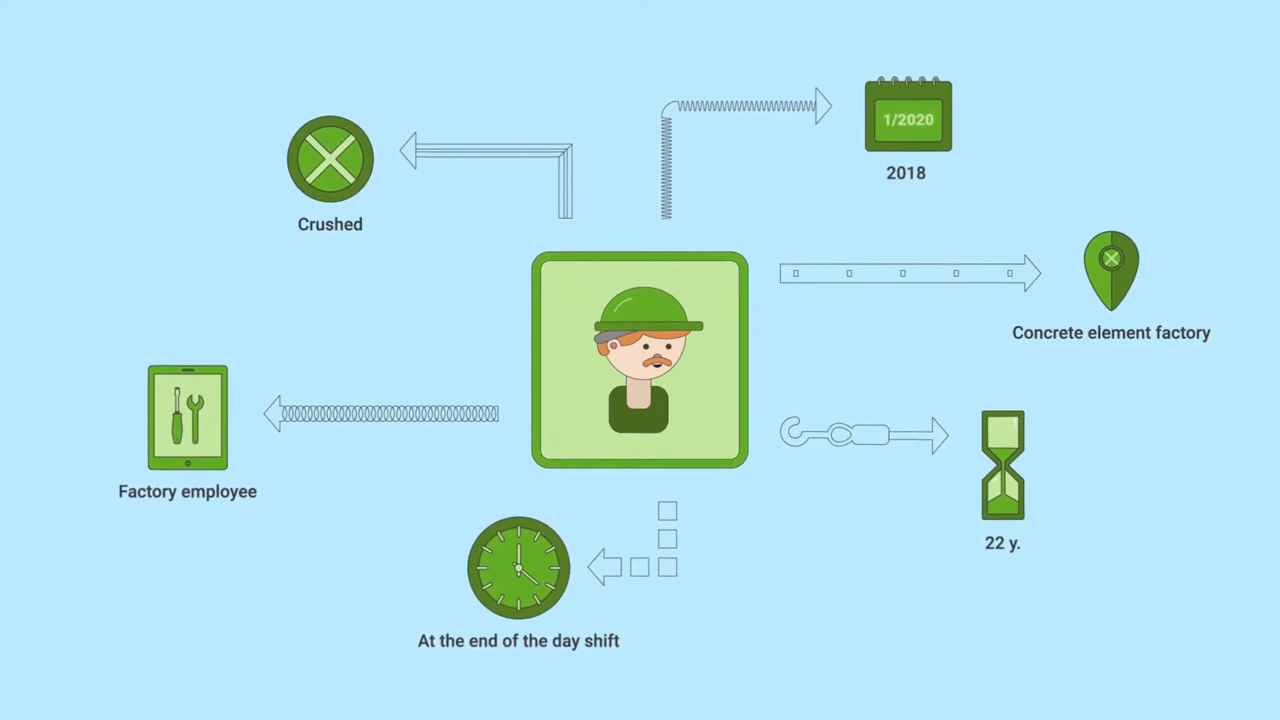 1/2020
2018
Crushed
Concrete element factory
Factory employee
22 y.
At the end of the day shift